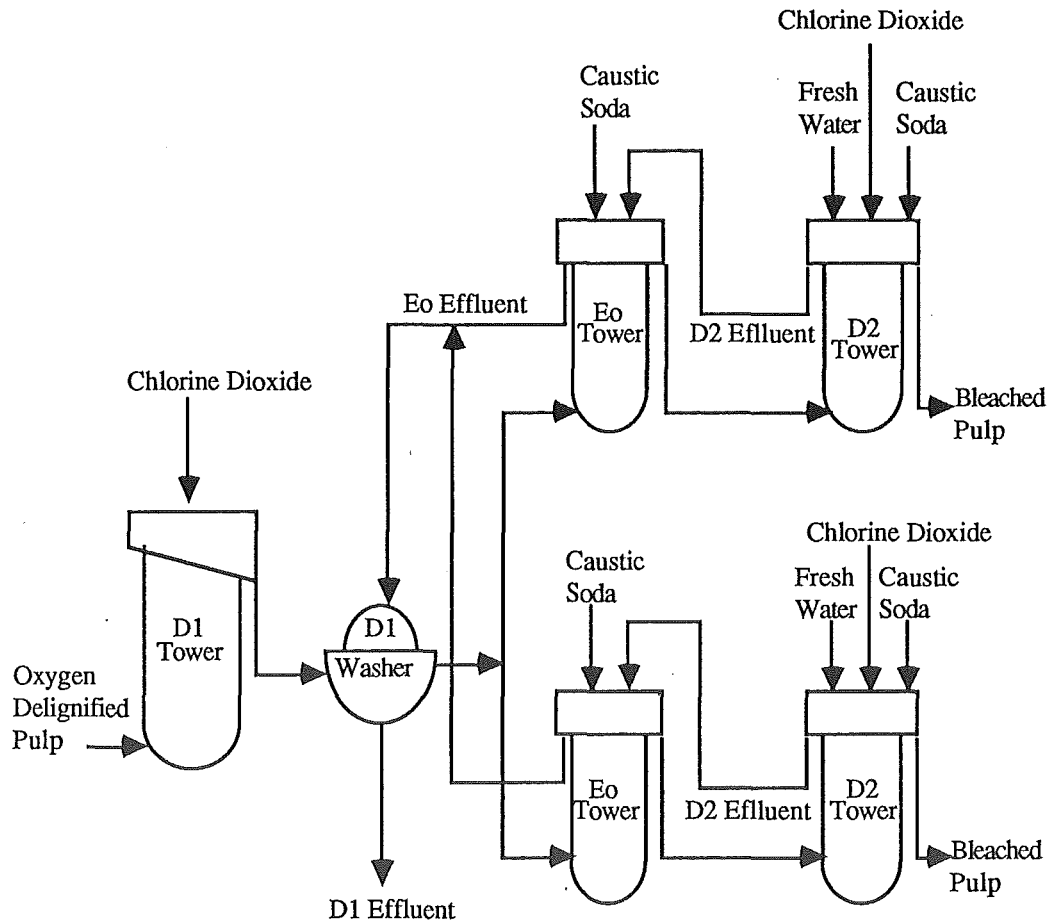 Chlorine Dioxide
Caustic
Soda
Fresh
Water
Caustic
Soda
Eo Effluent
Eo
Tower
D2 Eflluent
D2
Tower
Chlorine Dioxide
Bleached
Pulp
Chlorine Dioxide
Caustic
Soda
Fresh
Water
Caustic
Soda
D1
Tower
D1
Washer
Oxygen
Delignified
Pulp
Eo
Tower
D2 Eflluent
D2
Tower
Bleached
Pulp
D1 Effluent